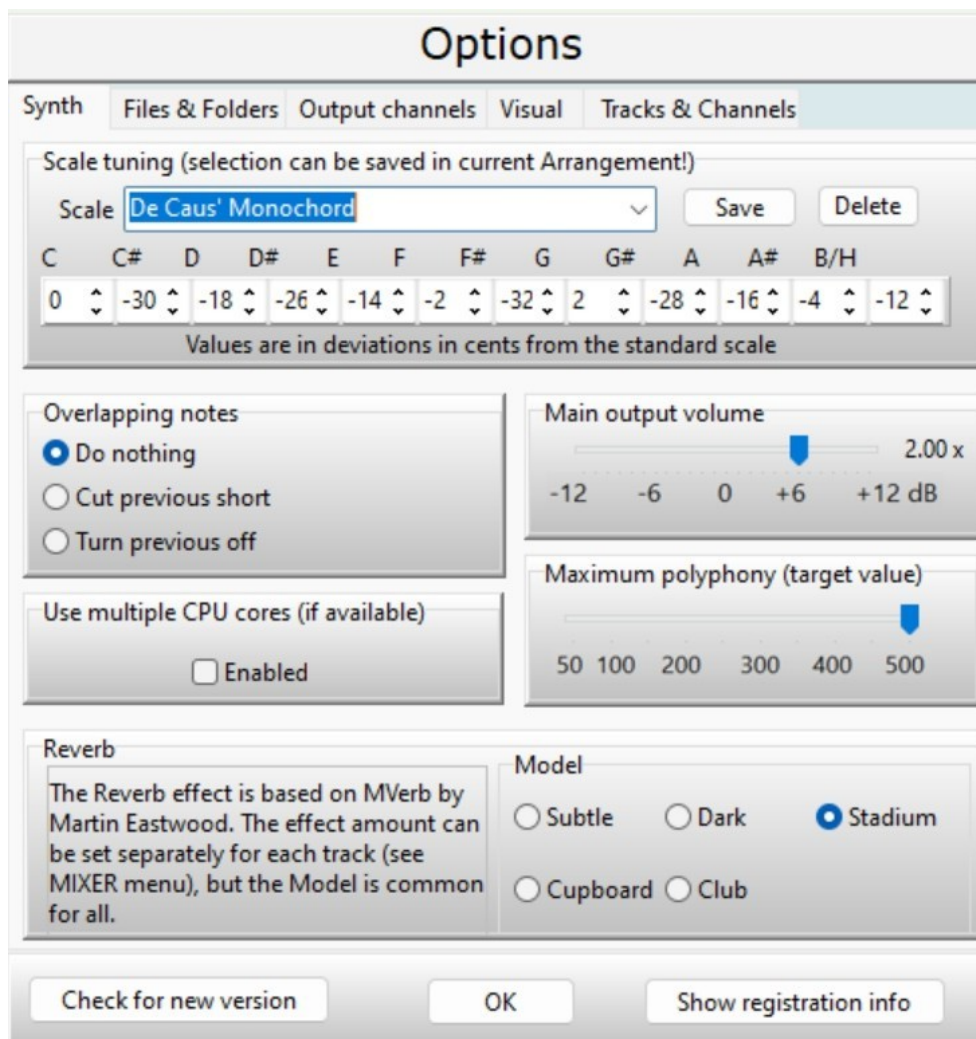 Options
Synth Files & Folders Output channels Visual Tracks & Channels
Scale tuning (selection can be saved in current Arrangement!)
Scale De Caus' Monochord Save Delete
C C# D D# E F F# G G# A A# B/H
0 -30 -18 -26 -14 -2 -32 2 -28 -16 -4 -12
Values are in deviations in cents from the standard scale
Overlapping notes
Do nothing
Cut previous short
Turn previous off
Main output volume
2.00 x
-12 -6 0 +6 +12 dB
Use multiple CPU cores (if available)
Enabled
Maximum polyphony (target value)
50 100 200 300 400 500
Reverb
The Reverb effect is based on MVerb by
Martin Eastwood. The effect amount can
be set separately for each track (see
MIXER menu), but the Model is common
for all.
Model
Subtle Dark Stadium
Cupboard Club
Check for new version OK Show registration info